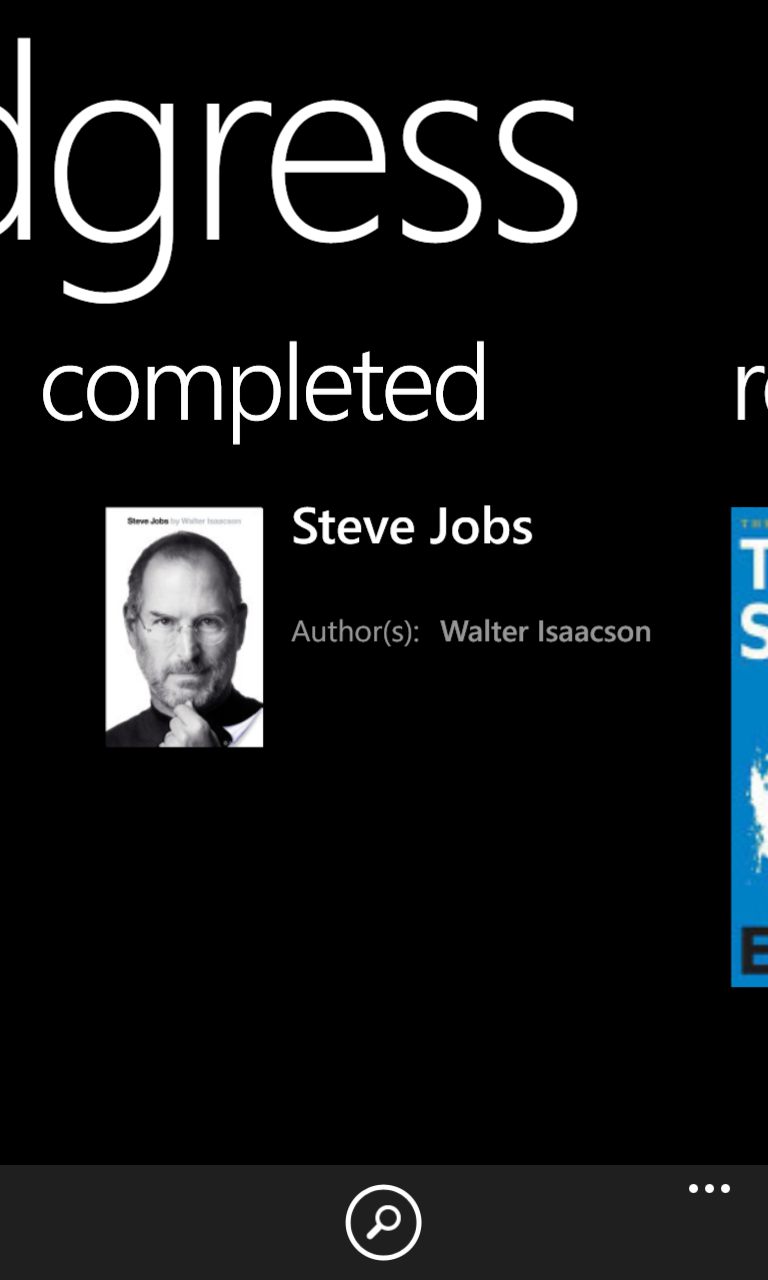 dgress
completed
Steve Jobs by Walter Isaacson
Steve Jobs
Author(s): Walter Isaacson